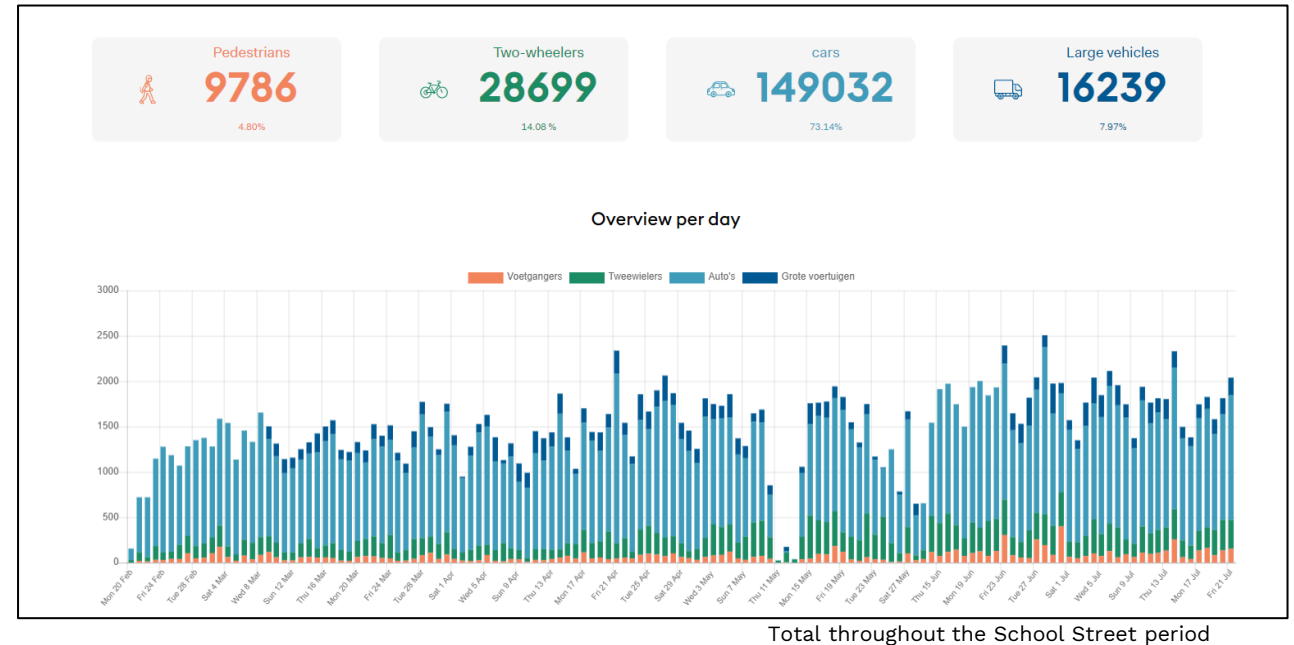 Pedestrians
9786
4.80%
Two-wheelers
28699
14.08 %
cars
149032
73.14%
Large vehicles
16239
7.97%
Overview per day
Voetgangers Tweewielers Auto's Grote voertuigen
3000
2500
2000
1500
1000
500
0
Mon 20 Feb
Fri 24 Feb
Tue 28 Feb
Sat 4 Mar
Wed 8 Mar
Sun 12 Mar
Thu 16 Mar
Mon 20 Mar
Fri 24 Mar
Tue 28 Mar
Sat 1 Apr
Wed 5 Apr
Sun 9 Apr
Thu 13 Apr
Mon 17 Apr
Fri 21 Apr
Tue 25 Apr
Sat 29 Apr
Wed 3 May
Sun 7 May
Thu 11 May
Mon 15 May
Fri 19 May
Tue 23 May
Sat 27 May
Thu 15 Jun
Mon 19 Jun
Fri 23 Jun
Tue 27 Jun
Sat 1 Jul
Wed 5 Jul
Sun 9 Jul
Thu 13 Jul
Mon 17 Jul
Fri 21 Jul
Total throughout the School Street period